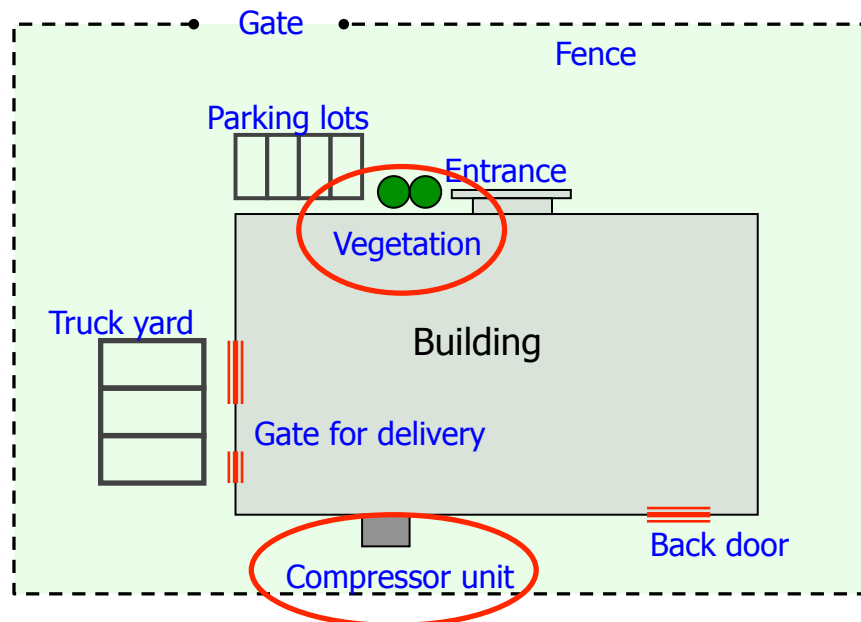 Gate
Fence
Parking lots
Entrance
Vegetation
Truck yard
Building
Gate for delivery
Back door
Compressor unit